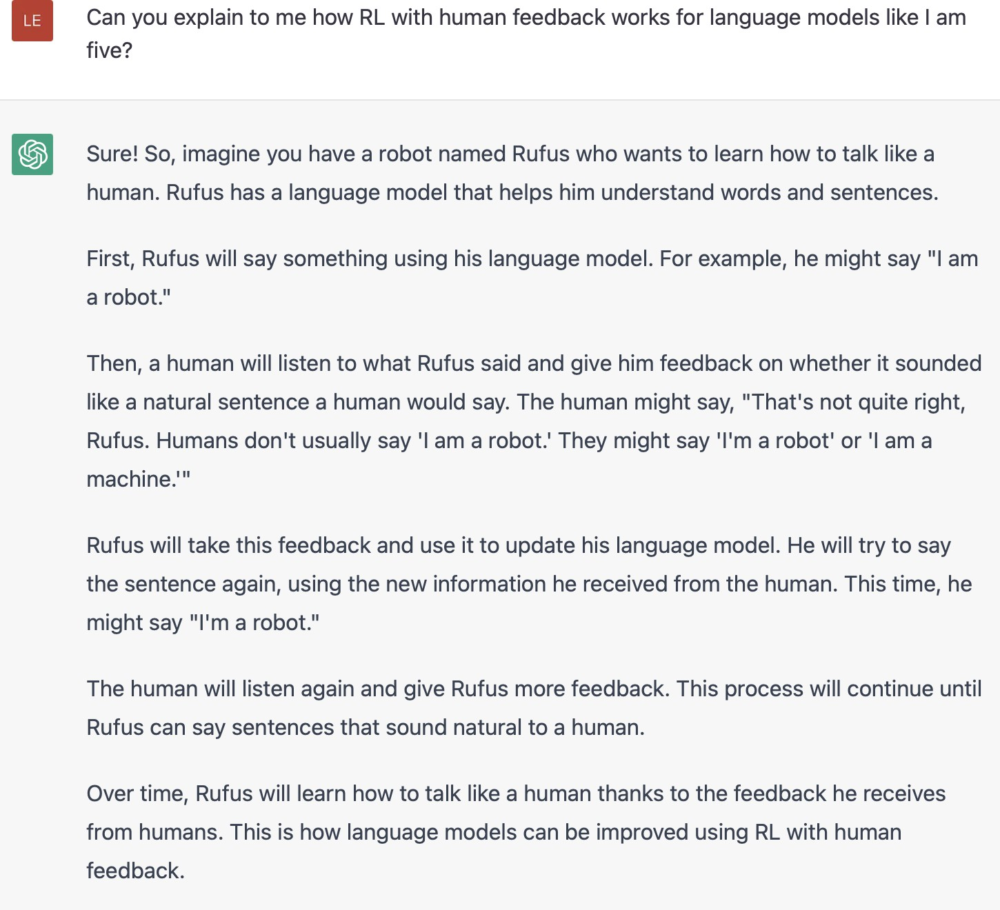 LE
Can you explain to me how RL with human feedback works for language models like I am
five?
Sure! So, imagine you have a robot named Rufus who wants to learn how to talk like a
human. Rufus has a language model that helps him understand words and sentences.
First, Rufus will say something using his language model. For example, he might say "I am
a robot."
Then, a human will listen to what Rufus said and give him feedback on whether it sounded
like a natural sentence a human would say. The human might say, "That's not quite right,
Rufus. Humans don't usually say 'I am a robot.' They might say 'I'm a robot' or 'I am a
machine.'"
Rufus will take this feedback and use it to update his language model. He will try to say
the sentence again, using the new information he received from the human. This time, he
might say "I'm a robot."
The human will listen again and give Rufus more feedback. This process will continue until
Rufus can say sentences that sound natural to a human.
Over time, Rufus will learn how to talk like a human thanks to the feedback he receives
from humans. This is how language models can be improved using RL with human
feedback.